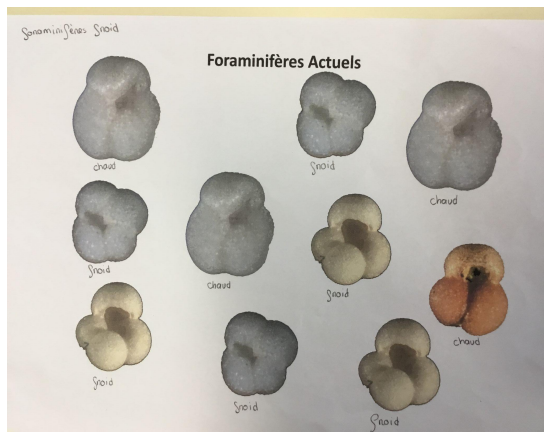 foraminifères froid
Foraminifères Actuels
chaud
froid
chaud
froid
chaud
froid
chaud
froid
froid
froid